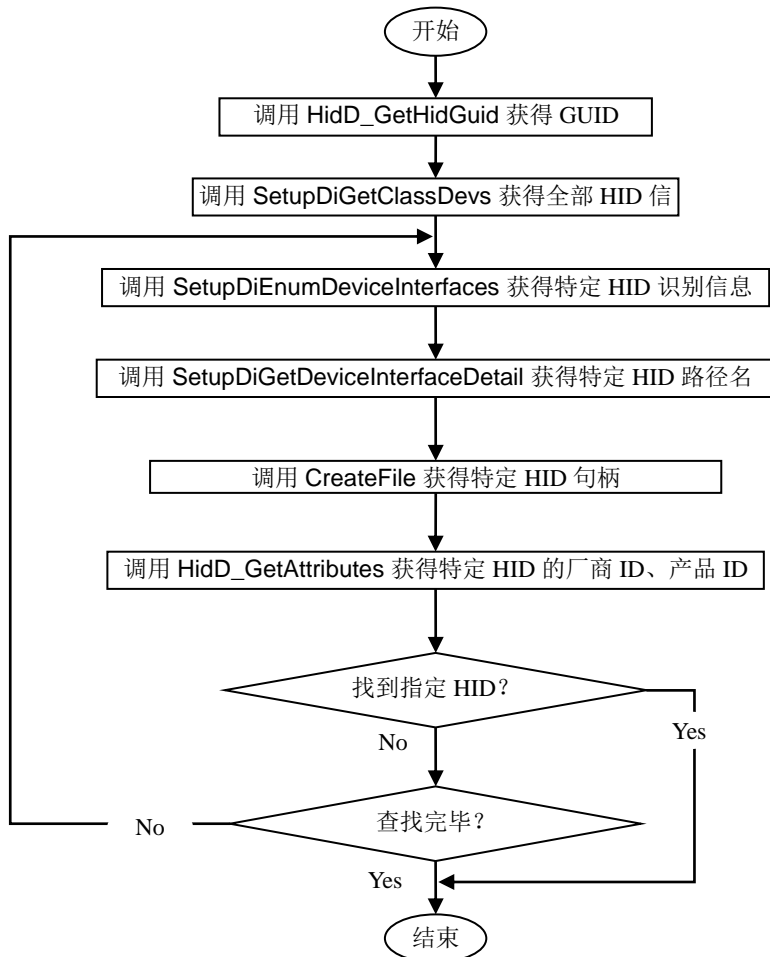 开始
调用 HidD_GetHidGuid 获得 GUID
调用 SetupDiGetClassDevs 获得全部 HID 信
调用 SetupDiEnumDeviceInterfaces 获得特定 HID 识别信息
调用 SetupDiGetDeviceInterfaceDetail 获得特定 HID 路径名
调用 CreateFile 获得特定 HID 句柄
调用 HidD_GetAttributes 获得特定 HID 的厂商 ID、产品 ID
找到指定 HID?
Yes
No
查找完毕?
No
Yes
结束